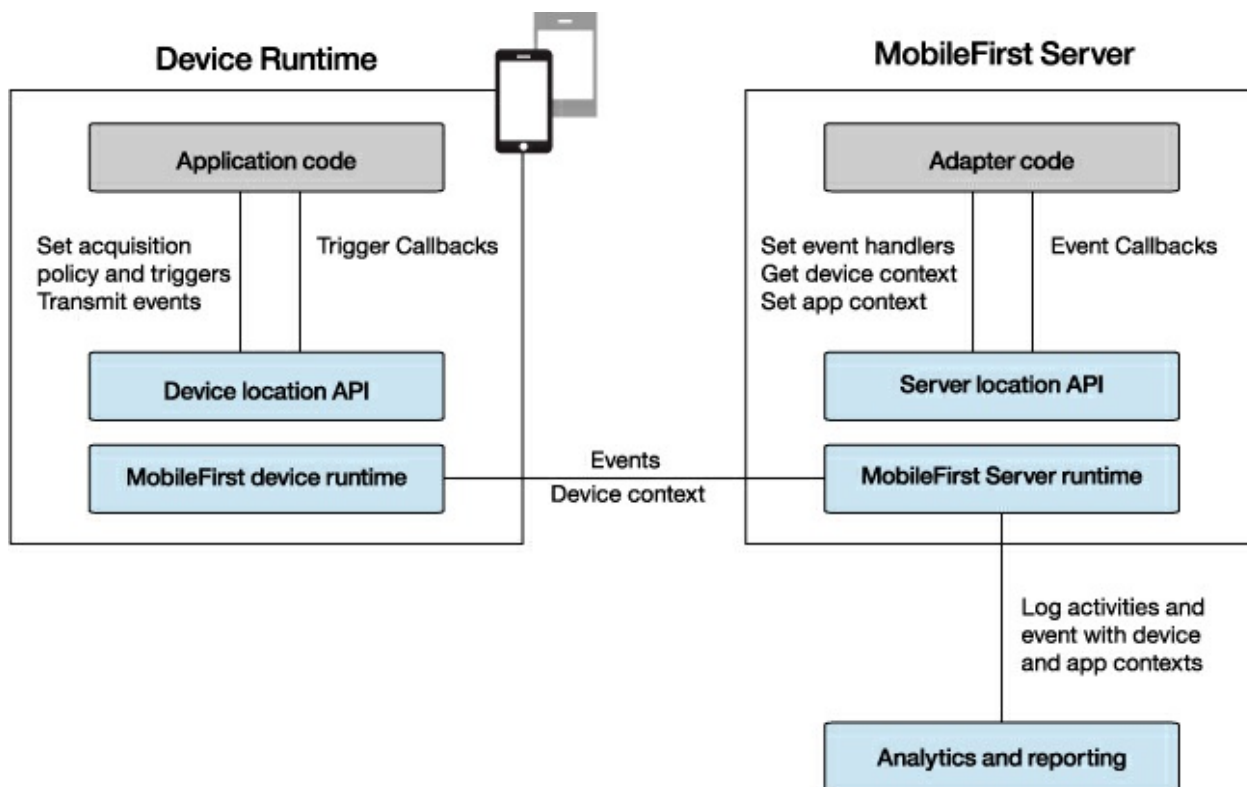 Device Runtime
Application code
Set acquisition
policy and triggers
Transmit events
Trigger Callbacks
Device location API
MobileFirst device runtime
Events
Device context
MobileFirst Server
Adapter code
Set event handlers
Get device context
Set app context
Event Callbacks
Server location API
MobileFirst Server runtime
Log activities and
event with device
and app contexts
Analytics and reporting